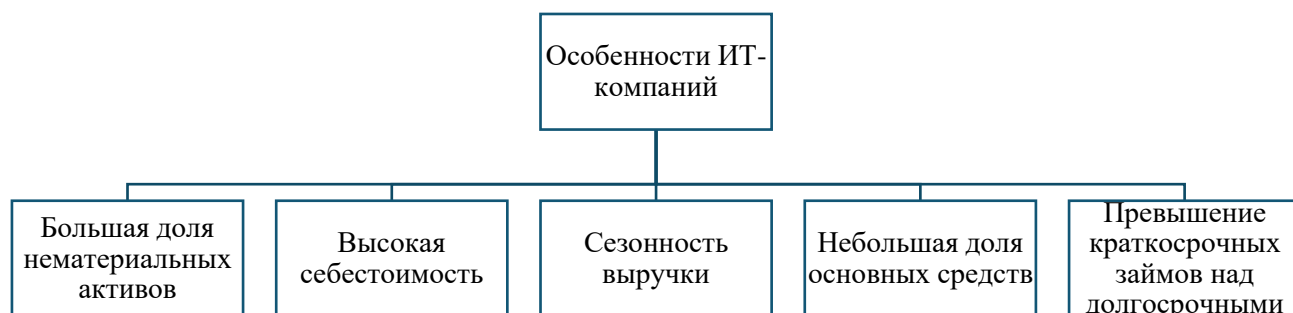 Особенности ИТ-
компаний
Большая доля
нематериальных
активов
Высокая
себестоимость
Сезонность
выручки
Небольшая доля
основных средств
Превышение
краткосрочных
займов над
долгосрочными